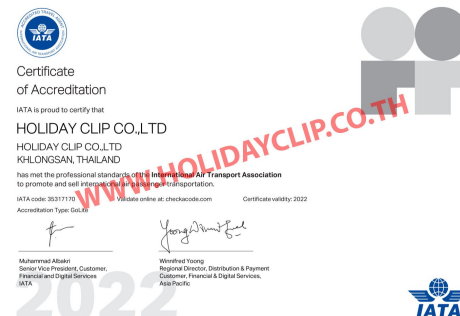 IATA
Certificate
of Accreditation
IATA is proud to certify that
HOLIDAY CLIP CO.,LTD
HOLIDAY CLIP CO.,LTD
KHLONGSAN, THAILAND
has met the professional standards of the International Air Transport Association
to promote and sell international air passenger transportation.
WWW.HOLIDAYCLIP.CO.TH
IATA code: 35317170 Validate online at: checkacode.com Certificate validity: 2022
Accreditation Type: GoLite
Muhammad Albakri Winnifred Yoong
Senior Vice President, Customer, Regional Director, Distribution & Payment
Financial and Digital Services Customer, Financial & Digital Services,
IATA Asia Pacific
2022
IATA